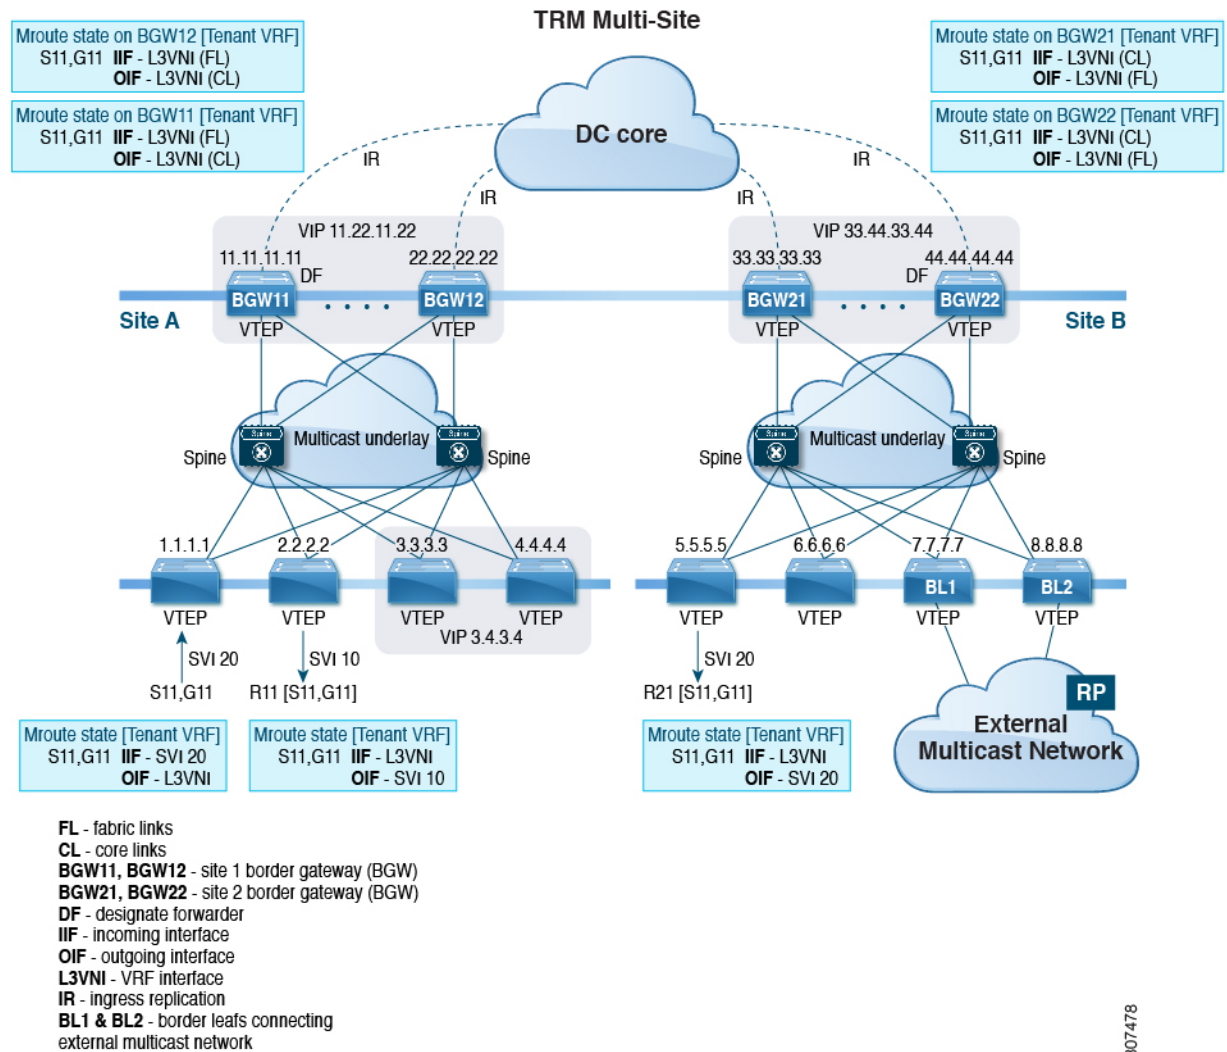 TRM Multi-Site
Mroute state on BGW12 [Tenant VRF]
S11,G11 IIF - L3VNI (FL)
OIF - L3VNI (CL)
Mroute state on BGW11 [Tenant VRF]
S11,G11 IIF - L3VNI (FL)
OIF - L3VNI (CL)
Mroute state on BGW21 [Tenant VRF]
S11,G11 IIF - L3VNI (CL)
OIF - L3VNI (FL)
Mroute state on BGW22 [Tenant VRF]
S11,G11 IIF - L3VNI (CL)
OIF - L3VNI (FL)
DC core
IR
IR
IR
IR
VIP 11.22.11.22
11.11.11.11
22.22.22.22
DF
BGW11
BGW12
VTEP
VTEP
Site A
VIP 33.44.33.44
33.33.33.33
44.44.44.44
DF
BGW21
BGW22
VTEP
VTEP
Site B
Multicast underlay
Spine
Spine
Spine
Spine
Multicast underlay
Spine
Spine
Spine
Spine
1.1.1.1
2.2.2.2
3.3.3.3
4.4.4.4
VTEP
VTEP
VTEP
VTEP
VIP 3.4.3.4
5.5.5.5
6.6.6.6
7.7.7.7
8.8.8.8
BL1
BL2
VTEP
VTEP
VTEP
VTEP
SVI 20
SVI 10
SVI 20
S11,G11
R11 [S11,G11]
R21 [S11,G11]
RP
External
Multicast Network
Mroute state [Tenant VRF]
S11,G11 IIF - SVI 20
OIF - L3VNI
Mroute state [Tenant VRF]
S11,G11 IIF - L3VNI
OIF - SVI 10
Mroute state [Tenant VRF]
S11,G11 IIF - L3VNI
OIF - SVI 20
FL - fabric links
CL - core links
BGW11, BGW12 - site 1 border gateway (BGW)
BGW21, BGW22 - site 2 border gateway (BGW)
DF - designate forwarder
IIF - incoming interface
OIF - outgoing interface
L3VNI - VRF interface
IR - ingress replication
BL1 & BL2 - border leafs connecting
external multicast network
307478